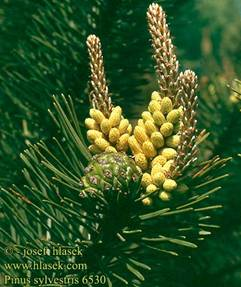 © josef hlasek
www.hlasek.com
Pinus sylvestris 6530